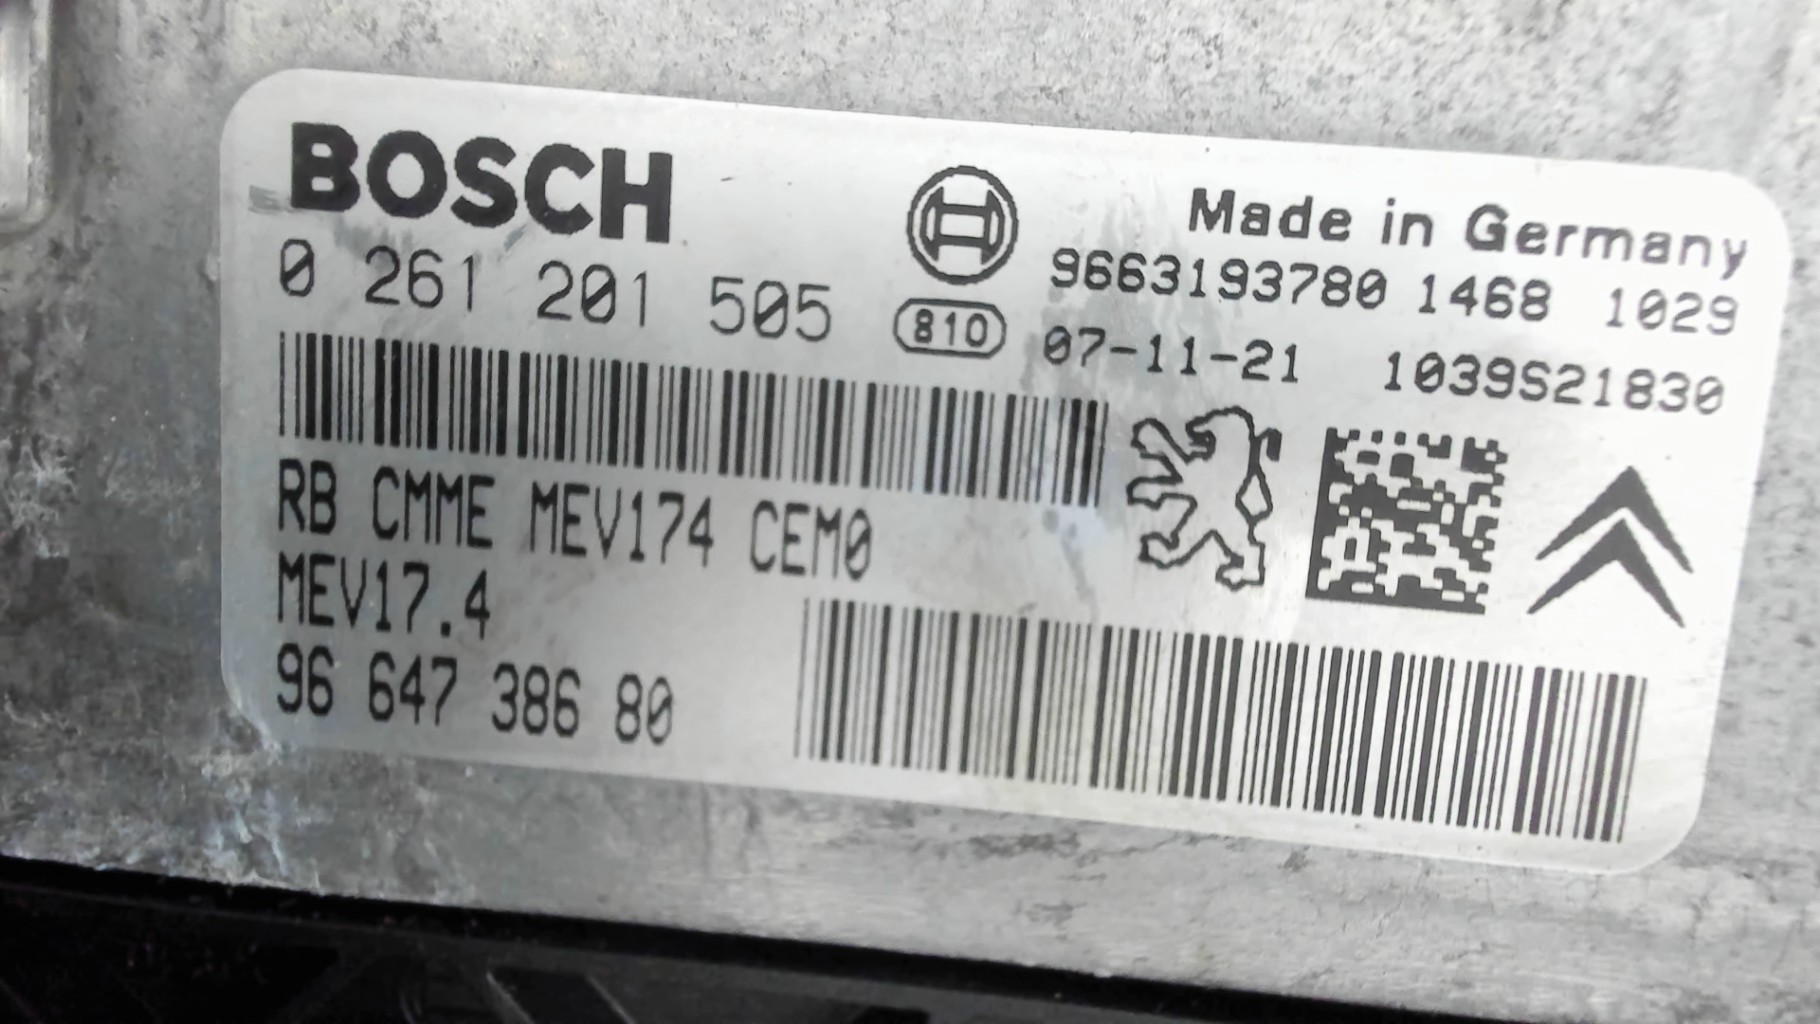 BOSCH
Made in Germany
0 261 201 505
9663193780 1468 1029
810
07-11-21 1039S21830
RB CMME MEV174 CEM0
MEV17.4
96 647 386 80